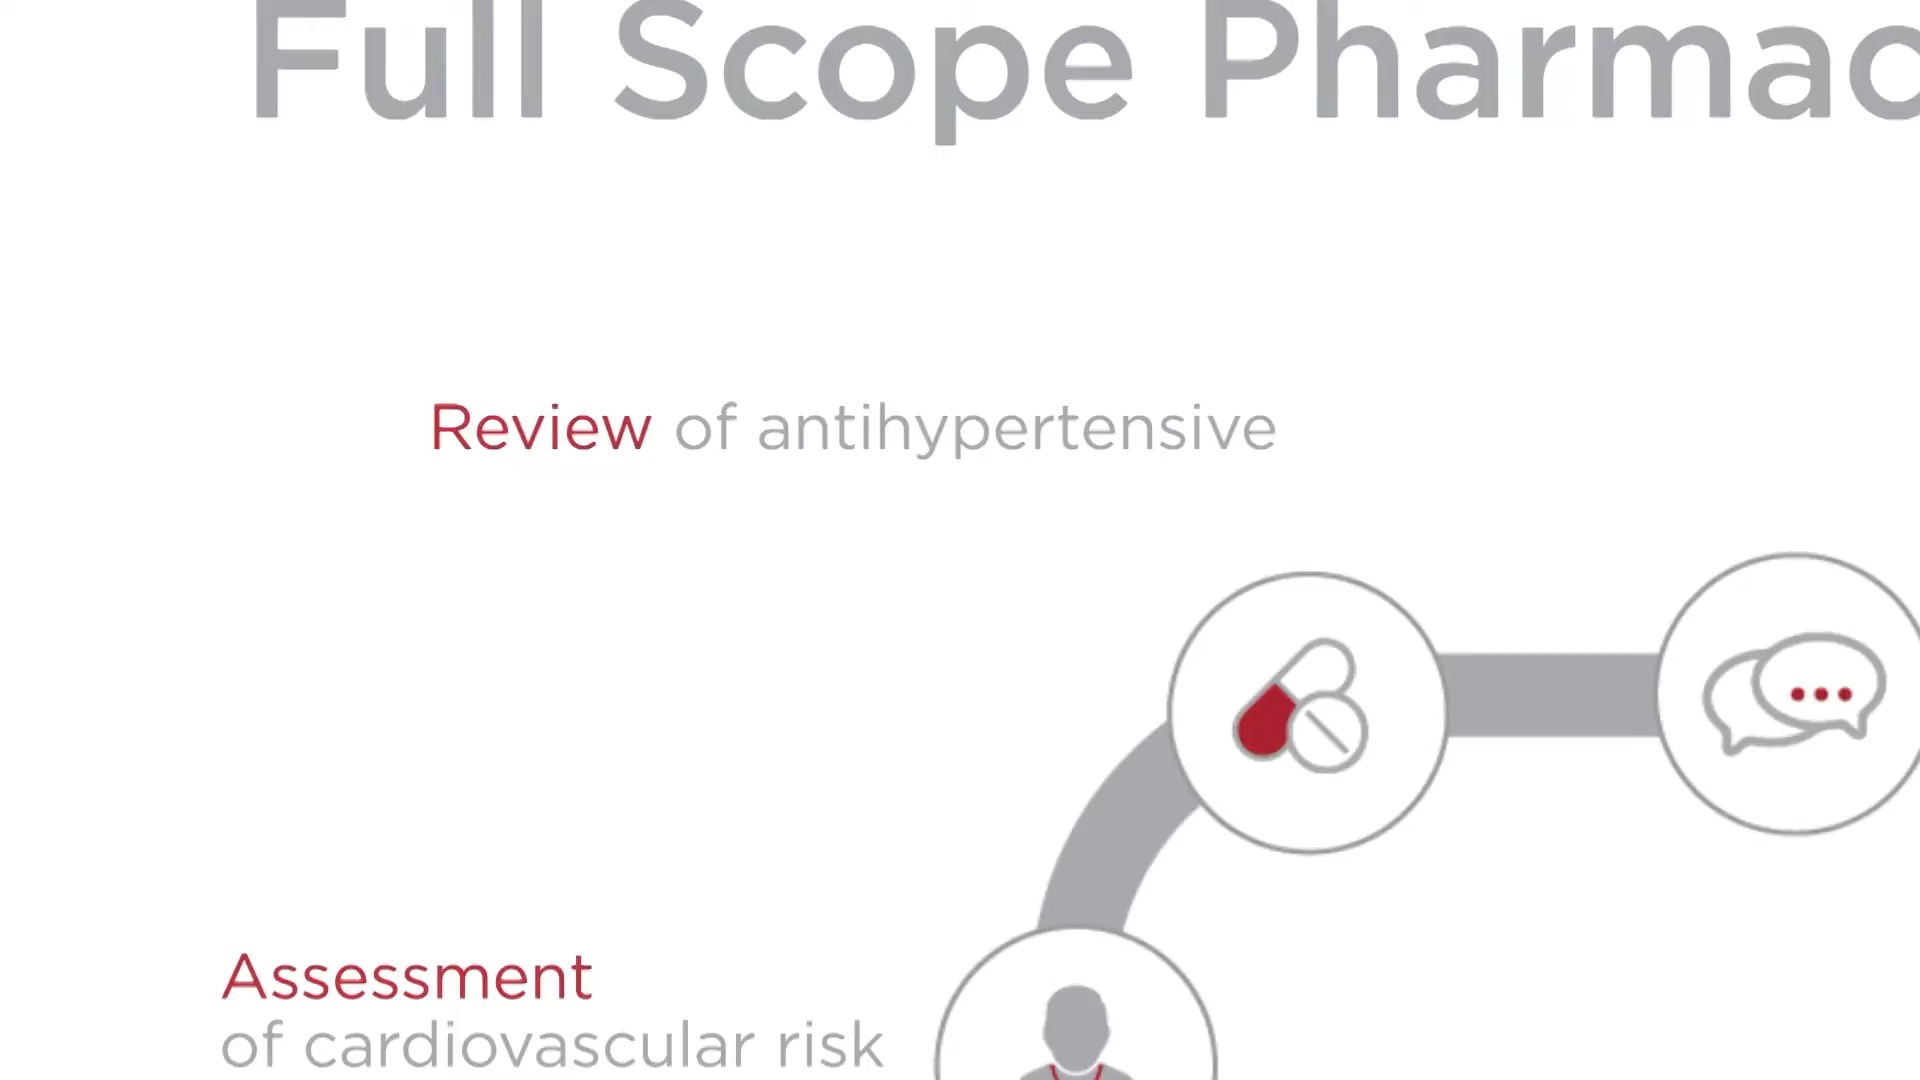 Full Scope Pharmac
Review of antihypertensive
Assessment
of cardiovascular risk